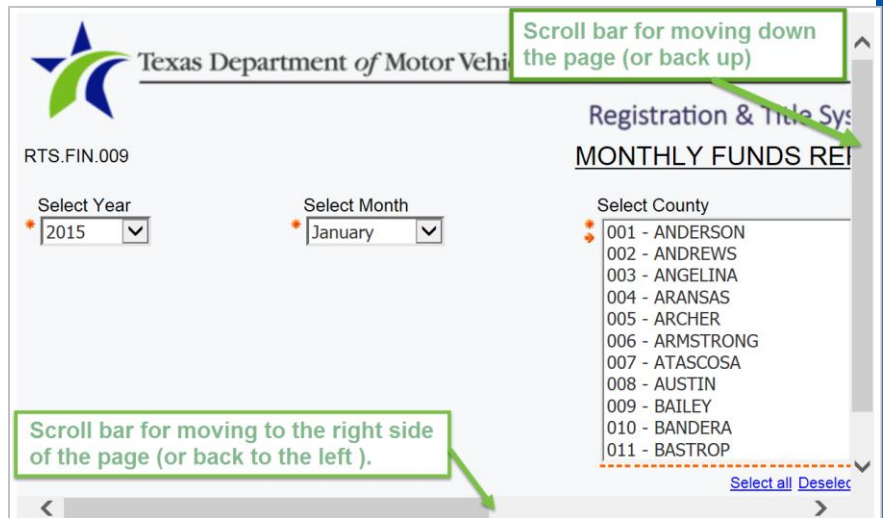 Scroll bar for moving down
the page (or back up)
Texas Department of Motor Vehi
Registration & Title Sys
RTS.FIN.009
MONTHLY FUNDS REP
Select Year
2015
Select Month
January
Select County
001 - ANDERSON
002 - ANDREWS
003 - ANGELINA
004 - ARANSAS
005 - ARCHER
006 - ARMSTRONG
007 - ATASCOSA
008 - AUSTIN
009 - BAILEY
010 - BANDERA
011 - BASTROP
Scroll bar for moving to the right side
of the page (or back to the left ).
Select all Deselec